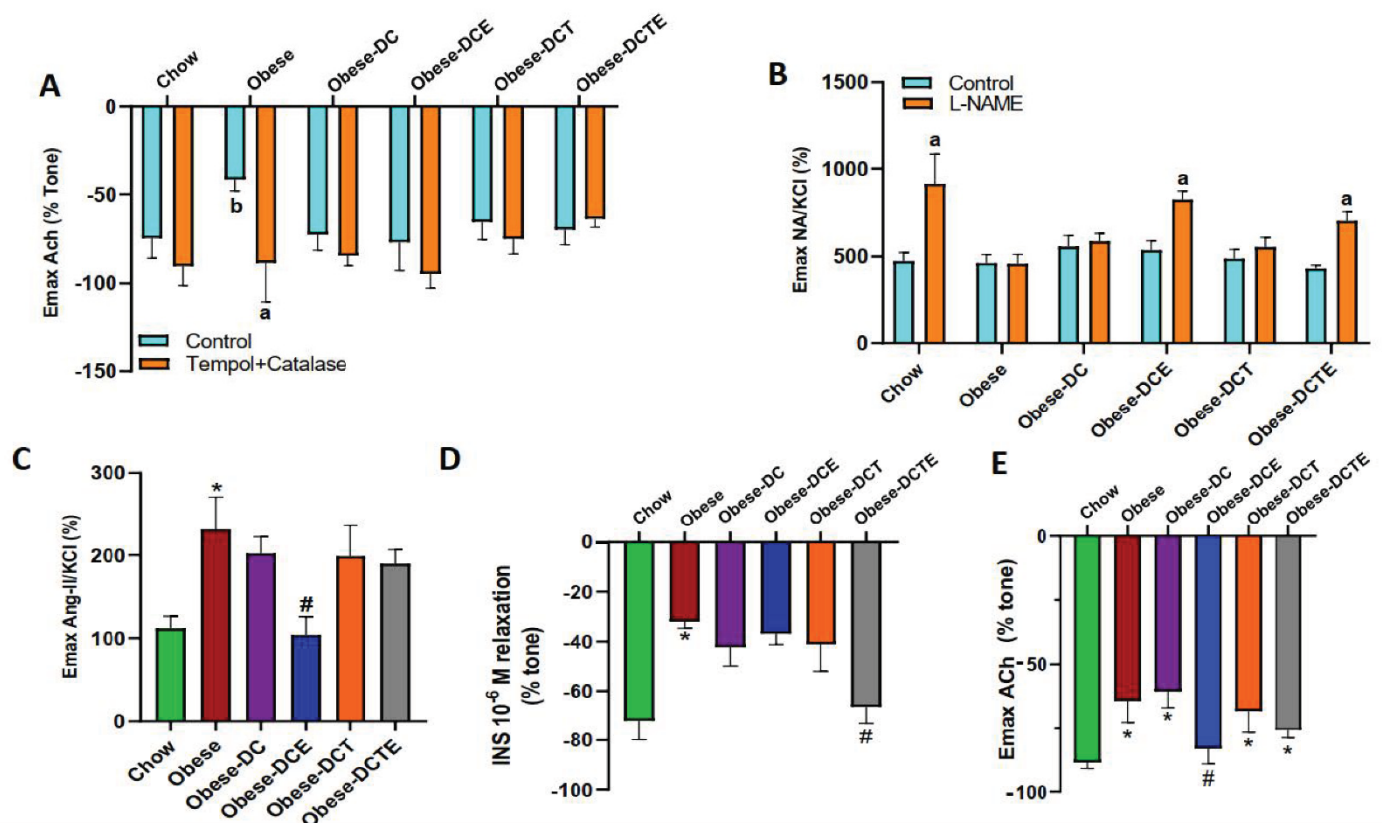 A
Chow
Obese
Obese-DC
Obese-DCE
Obese-DCT
Obese-DCTE
Emax Ach (% Tone)
0
-50
-100
-150
b
a
Control
Tempol+Catalase
B
Emax NA/KCl (%)
1500
1000
500
0
Control
L-NAME
a
a
a
Chow
Obese
Obese-DC
Obese-DCE
Obese-DCT
Obese-DCTE
C
Emax Ang-II/KCl (%)
300
200
100
0
*
#
Chow
Obese
Obese-DC
Obese-DCE
Obese-DCT
Obese-DCTE
D
Chow
Obese
Obese-DC
Obese-DCE
Obese-DCT
Obese-DCTE
INS 10⁻⁶ M relaxation
(% tone)
0
-20
-40
-60
-80
-100
*
#
E
Chow
Obese
Obese-DC
Obese-DCE
Obese-DCT
Obese-DCTE
Emax ACh (% tone)
0
-50
-100
*
*
#
*
*